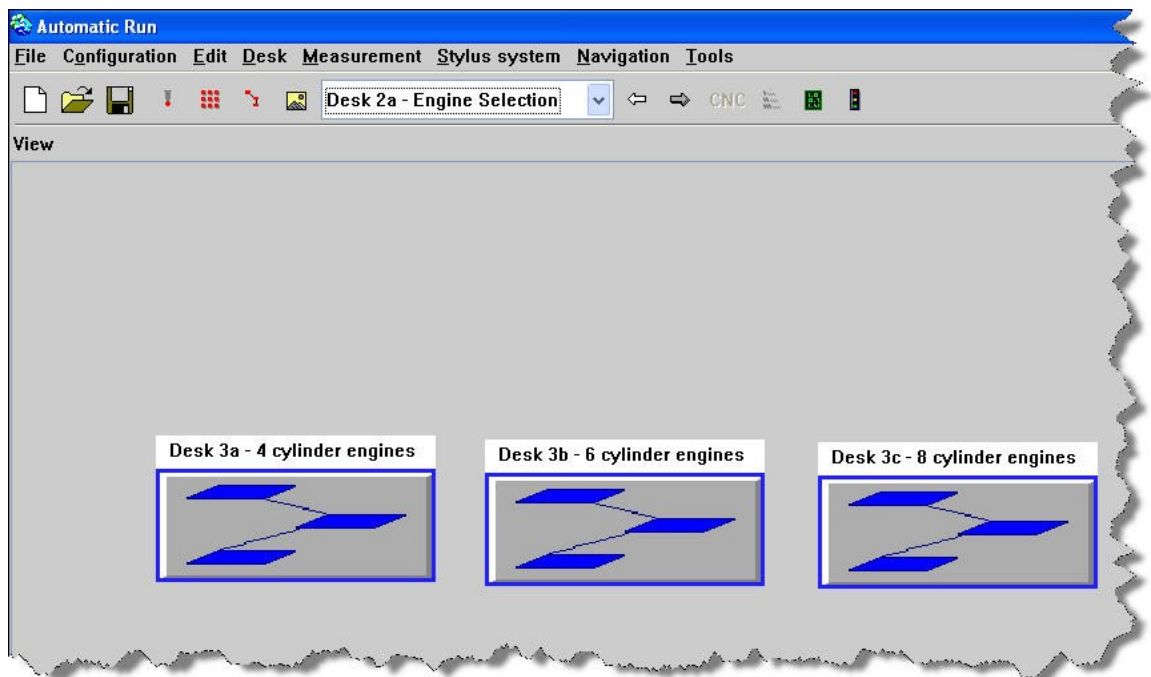 Automatic Run
File Configuration Edit Desk Measurement Stylus system Navigation Tools
Desk 2a - Engine Selection CNC
View
Desk 3a - 4 cylinder engines
Desk 3b - 6 cylinder engines
Desk 3c - 8 cylinder engines